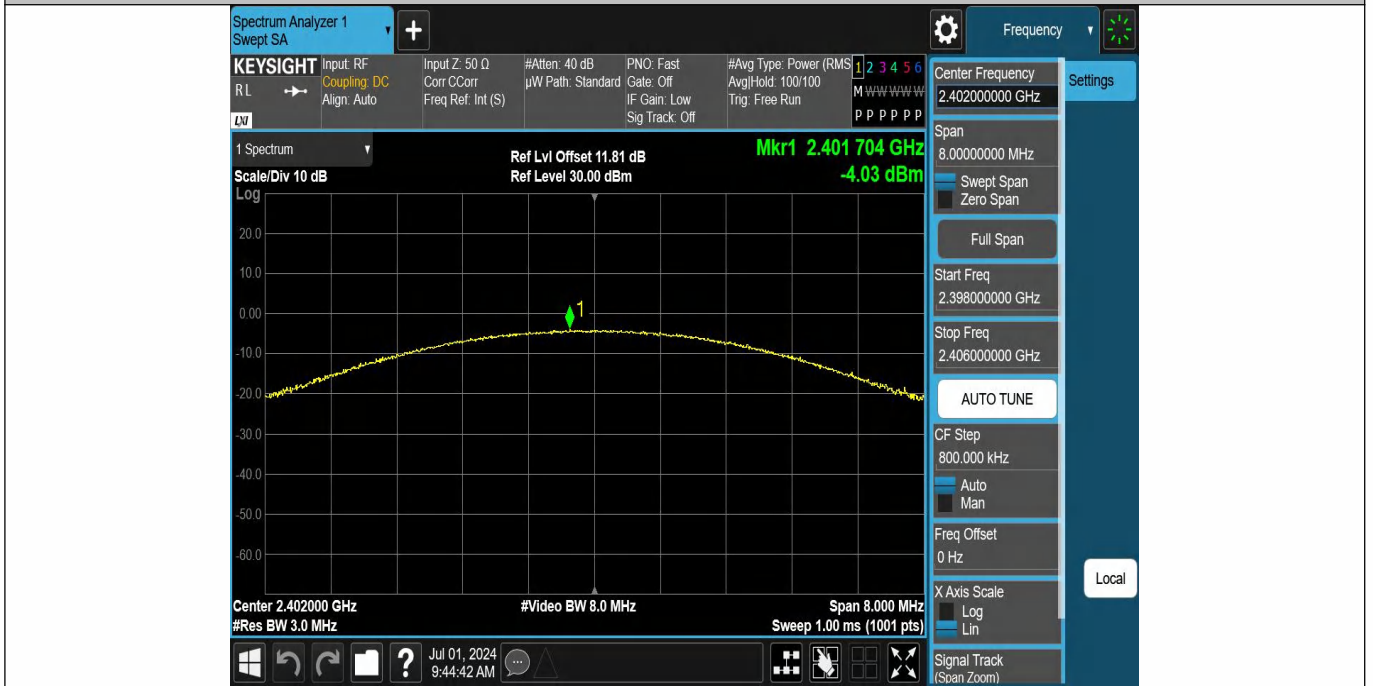 Spectrum Analyzer 1
Swept SA
+
Frequency
KEYSIGHT
RL
LXI
Input: RF
Coupling: DC
Align: Auto
Input Z: 50 Ω
Corr CCorr
Freq Ref: Int (S)
#Atten: 40 dB
µW Path: Standard
PNO: Fast
Gate: Off
IF Gain: Low
Sig Track: Off
#Avg Type: Power (RMS
Avg|Hold: 100/100
Trig: Free Run
1 2 3 4 5 6
M W W W W W
P P P P P P
1 Spectrum
Scale/Div 10 dB
Log
Ref Lvl Offset 11.81 dB
Ref Level 30.00 dBm
Mkr1 2.401 704 GHz
-4.03 dBm
20.0
10.0
0.00
-10.0
-20.0
-30.0
-40.0
-50.0
-60.0
1
Center 2.402000 GHz
#Res BW 3.0 MHz
#Video BW 8.0 MHz
Span 8.000 MHz
Sweep 1.00 ms (1001 pts)
Center Frequency
2.402000000 GHz
Settings
Span
8.00000000 MHz
Swept Span
Zero Span
Full Span
Start Freq
2.398000000 GHz
Stop Freq
2.406000000 GHz
AUTO TUNE
CF Step
800.000 kHz
Auto
Man
Freq Offset
0 Hz
X Axis Scale
Log
Lin
Signal Track
(Span Zoom)
Local
?
Jul 01, 2024
9:44:42 AM